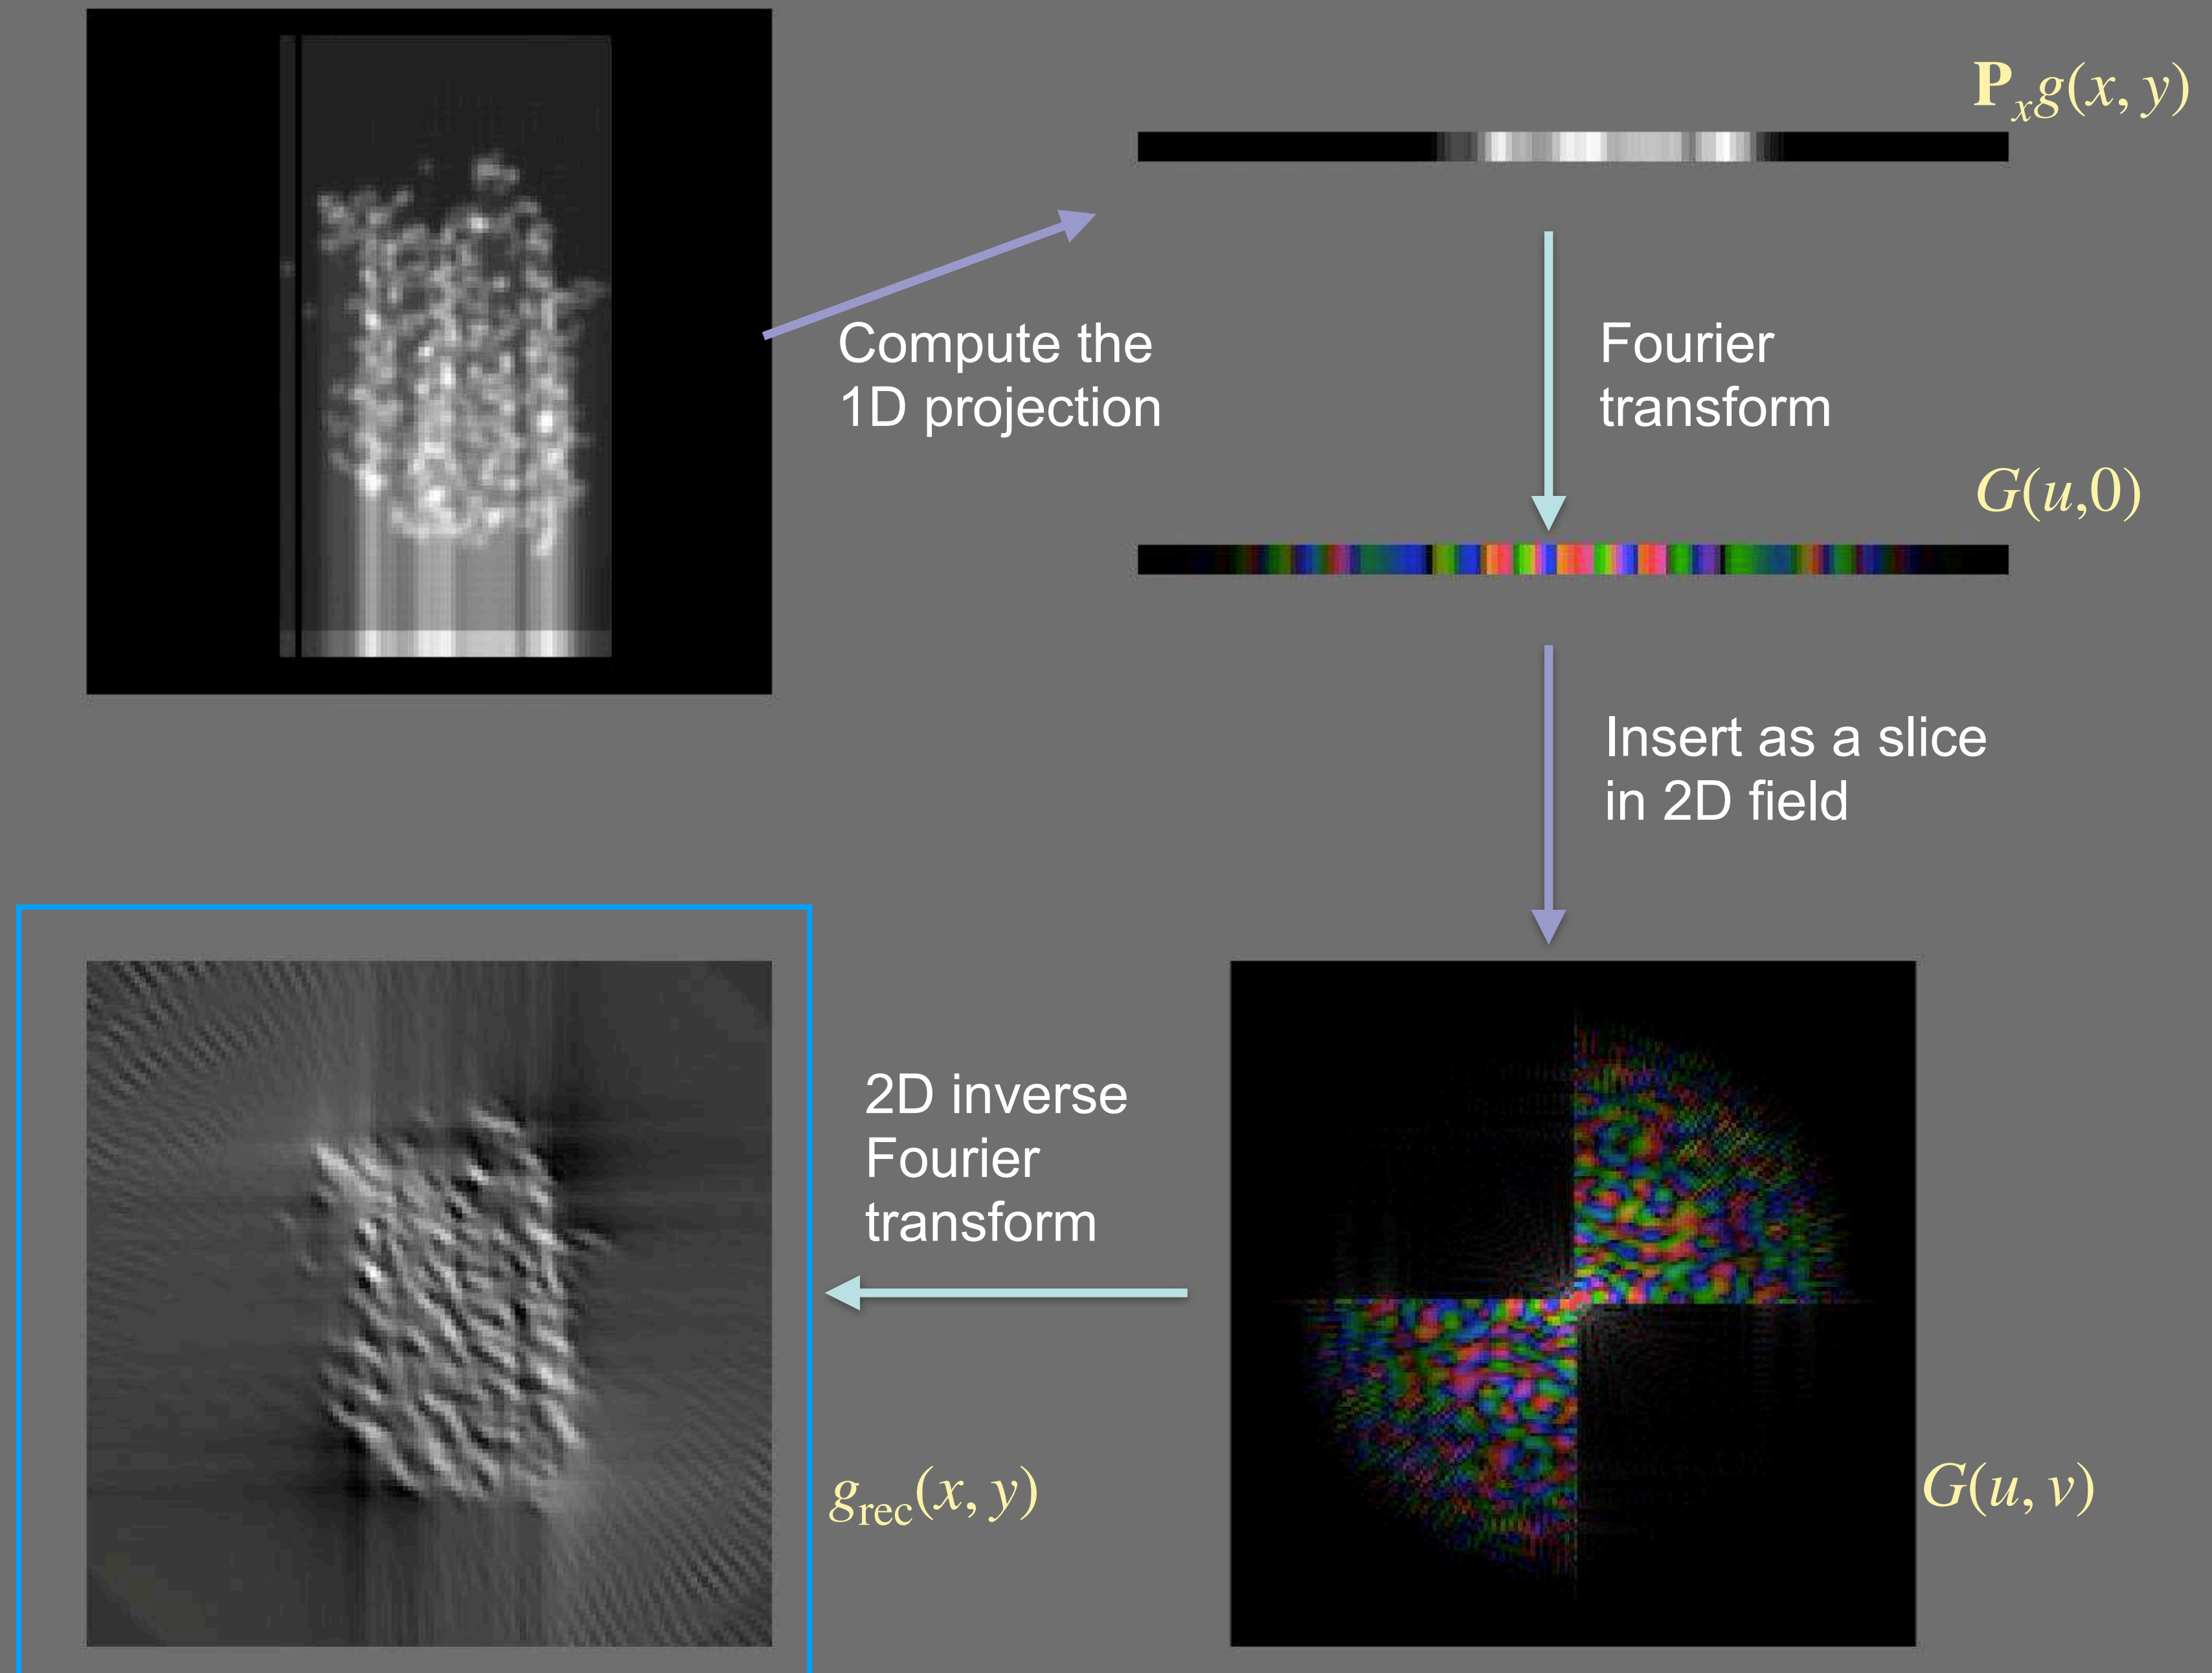 P_x g(x, y)
Compute the
1D projection
Fourier
transform
G(u,0)
Insert as a slice
in 2D field
2D inverse
Fourier
transform
g_rec(x, y)
G(u, v)